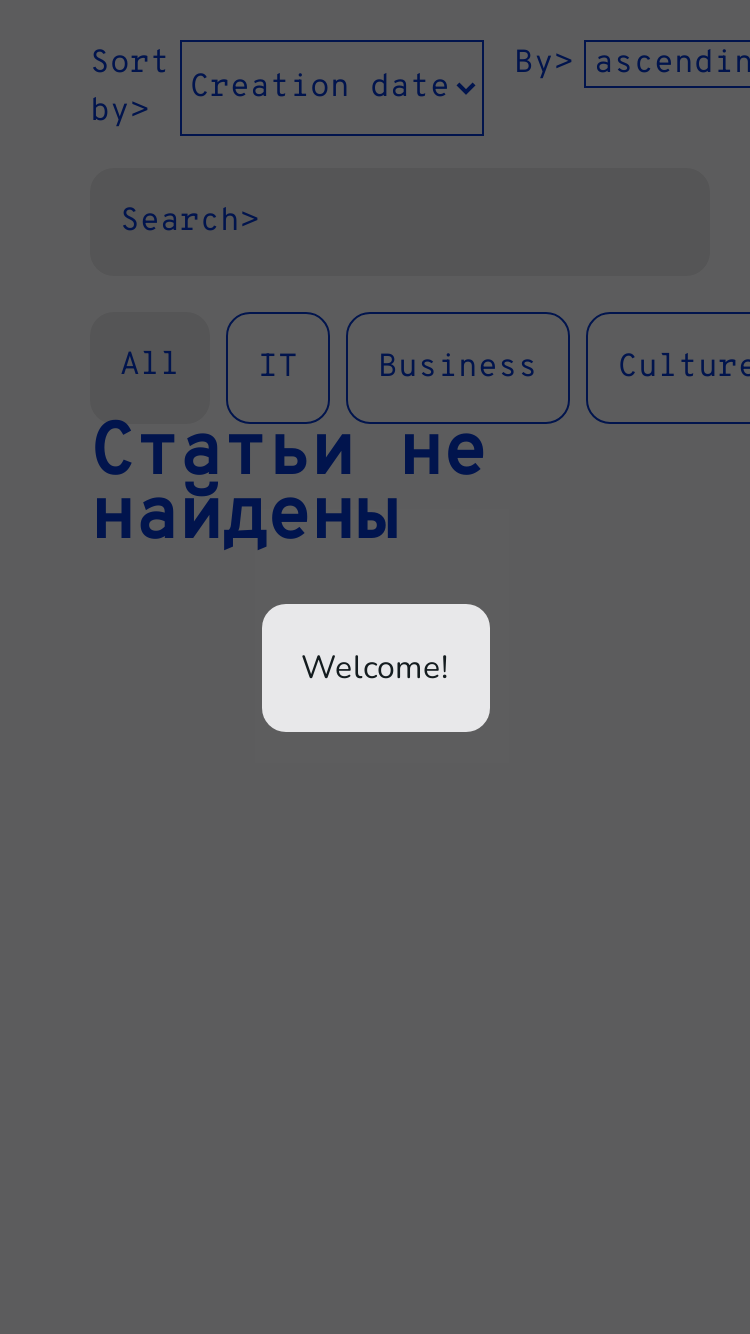 Sort by>
Creation date
By>
ascendin
Search>
All
IT
Business
Culture
Статьи не
найдены
Welcome!